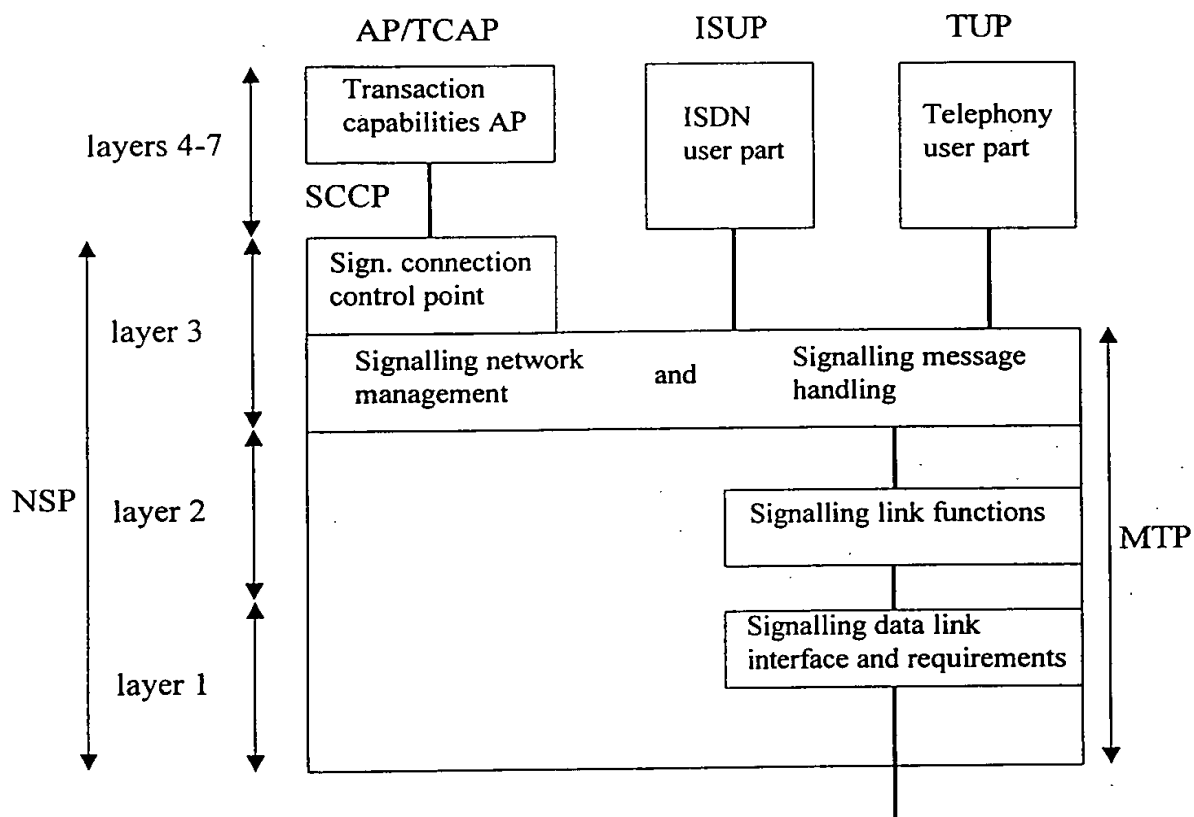 AP/TCAP
ISUP
TUP
layers 4-7
Transaction
capabilities AP
ISDN
user part
Telephony
user part
SCCP
Sign. connection
control point
layer 3
Signalling network
management
and
Signalling message
handling
NSP
layer 2
Signalling link functions
MTP
layer 1
Signalling data link
interface and requirements